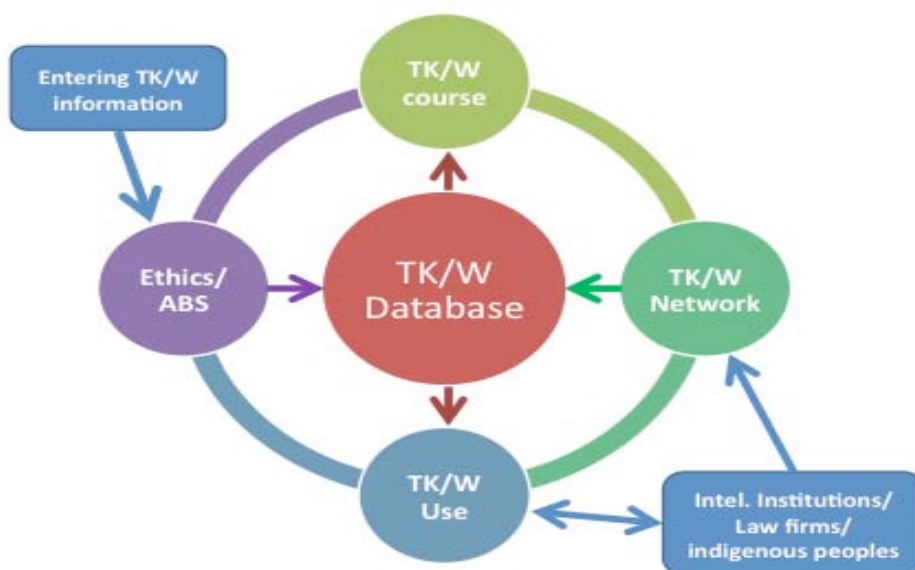 Entering TK/W
information
TK/W
course
Ethics/
ABS
TK/W
Database
TK/W
Network
TK/W
Use
Intel. Institutions/
Law firms/
indigenous peoples